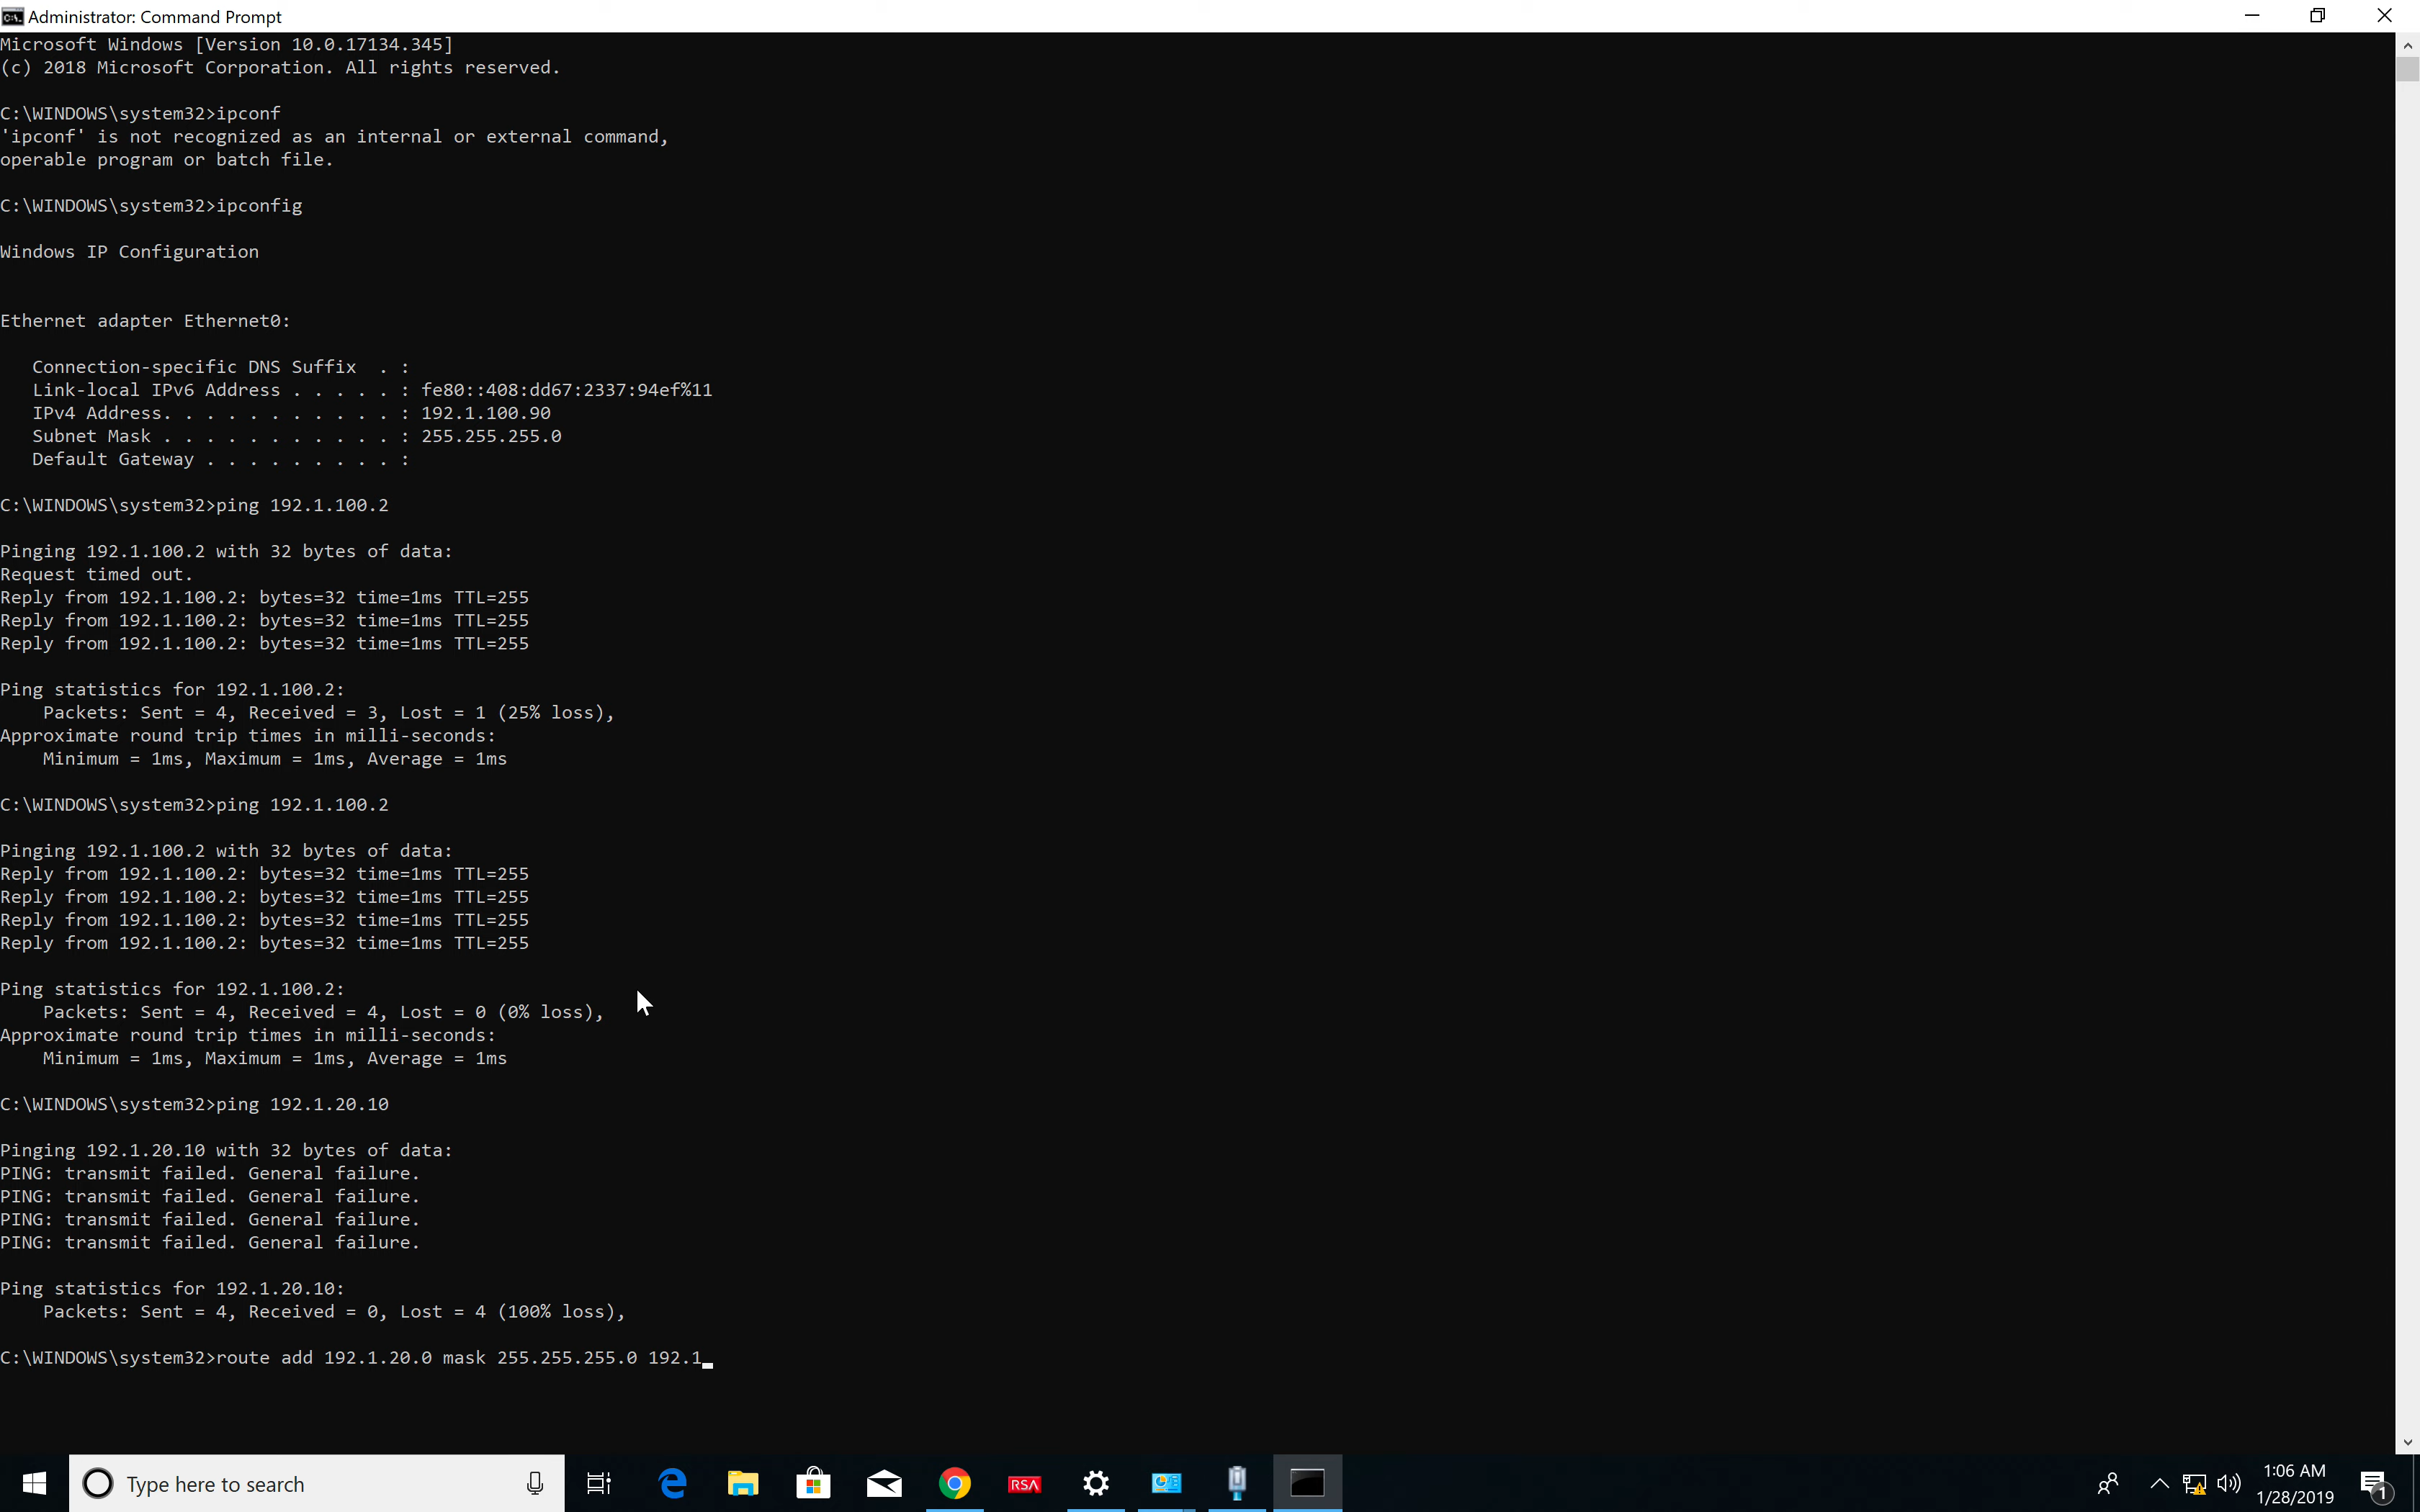 Administrator: Command Prompt
Microsoft Windows [Version 10.0.17134.345]
(c) 2018 Microsoft Corporation. All rights reserved.
C:\WINDOWS\system32>ipconf
'ipconf' is not recognized as an internal or external command,
operable program or batch file.
C:\WINDOWS\system32>ipconfig
Windows IP Configuration
Ethernet adapter Ethernet0:
Connection-specific DNS Suffix  . :
Link-local IPv6 Address . . . . . : fe80::408:dd67:2337:94ef%11
IPv4 Address. . . . . . . . . . . : 192.1.100.90
Subnet Mask . . . . . . . . . . . : 255.255.255.0
Default Gateway . . . . . . . . . :
C:\WINDOWS\system32>ping 192.1.100.2
Pinging 192.1.100.2 with 32 bytes of data:
Request timed out.
Reply from 192.1.100.2: bytes=32 time=1ms TTL=255
Reply from 192.1.100.2: bytes=32 time=1ms TTL=255
Reply from 192.1.100.2: bytes=32 time=1ms TTL=255
Ping statistics for 192.1.100.2:
Packets: Sent = 4, Received = 3, Lost = 1 (25% loss),
Approximate round trip times in milli-seconds:
Minimum = 1ms, Maximum = 1ms, Average = 1ms
C:\WINDOWS\system32>ping 192.1.100.2
Pinging 192.1.100.2 with 32 bytes of data:
Reply from 192.1.100.2: bytes=32 time=1ms TTL=255
Reply from 192.1.100.2: bytes=32 time=1ms TTL=255
Reply from 192.1.100.2: bytes=32 time=1ms TTL=255
Reply from 192.1.100.2: bytes=32 time=1ms TTL=255
Ping statistics for 192.1.100.2:
Packets: Sent = 4, Received = 4, Lost = 0 (0% loss),
Approximate round trip times in milli-seconds:
Minimum = 1ms, Maximum = 1ms, Average = 1ms
C:\WINDOWS\system32>ping 192.1.20.10
Pinging 192.1.20.10 with 32 bytes of data:
PING: transmit failed. General failure.
PING: transmit failed. General failure.
PING: transmit failed. General failure.
PING: transmit failed. General failure.
Ping statistics for 192.1.20.10:
Packets: Sent = 4, Received = 0, Lost = 4 (100% loss),
C:\WINDOWS\system32>route add 192.1.20.0 mask 255.255.255.0 192.1
Type here to search
RSA
1:06 AM
1/28/2019
1